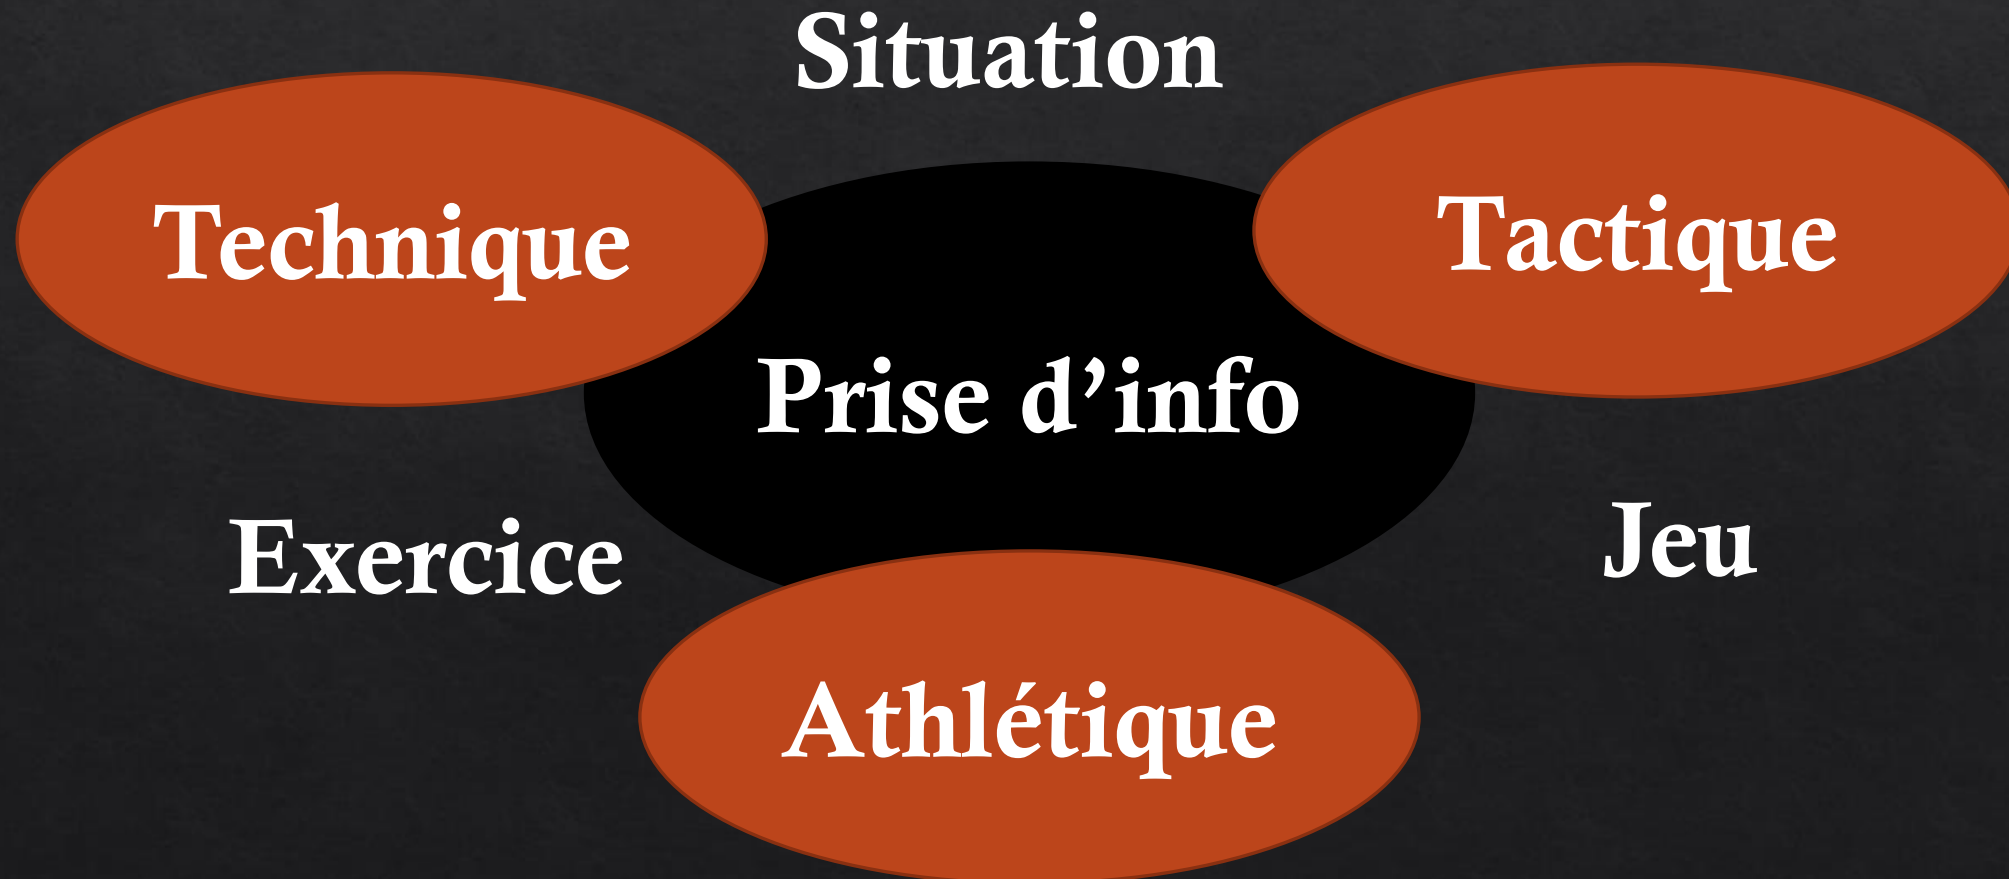 Situation
Technique
Tactique
Prise d’info
Exercice
Jeu
Athlétique